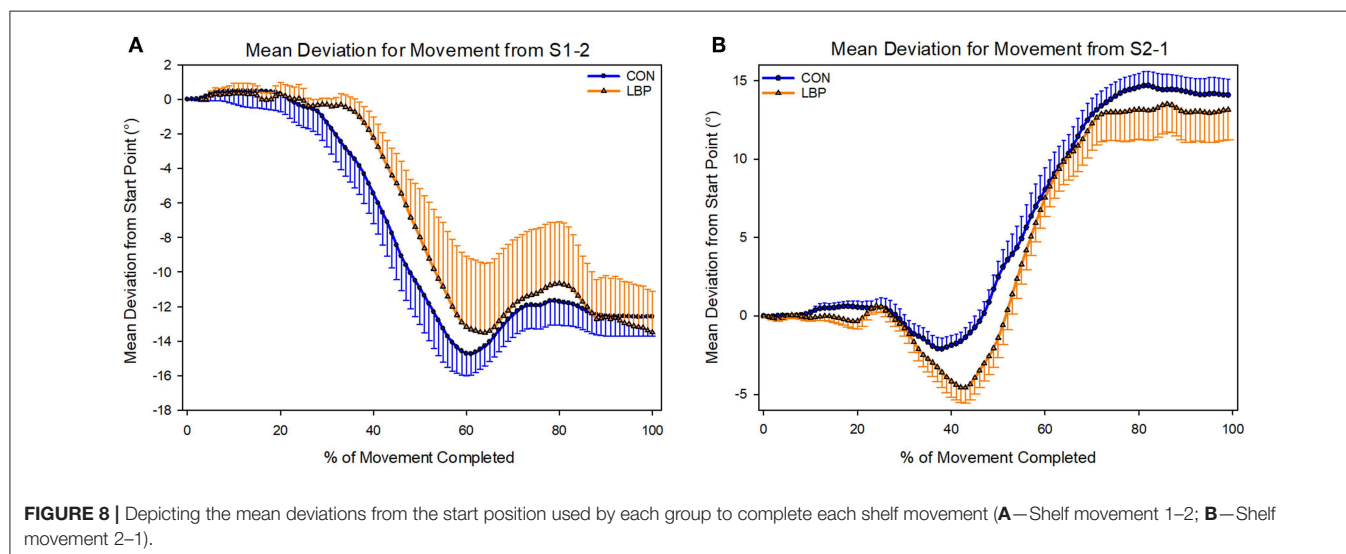 A
Mean Deviation for Movement from S1-2
CON
LBP
Mean Deviation from Start Point (°)
2
0
-2
-4
-6
-8
-10
-12
-14
-16
-18
0 20 40 60 80 100
% of Movement Completed
B
Mean Deviation for Movement from S2-1
CON
LBP
Mean Deviation from Start Point (°)
15
10
5
0
-5
0 20 40 60 80 100
% of Movement Completed
FIGURE 8 | Depicting the mean deviations from the start position used by each group to complete each shelf movement (A—Shelf movement 1–2; B—Shelf
movement 2–1).